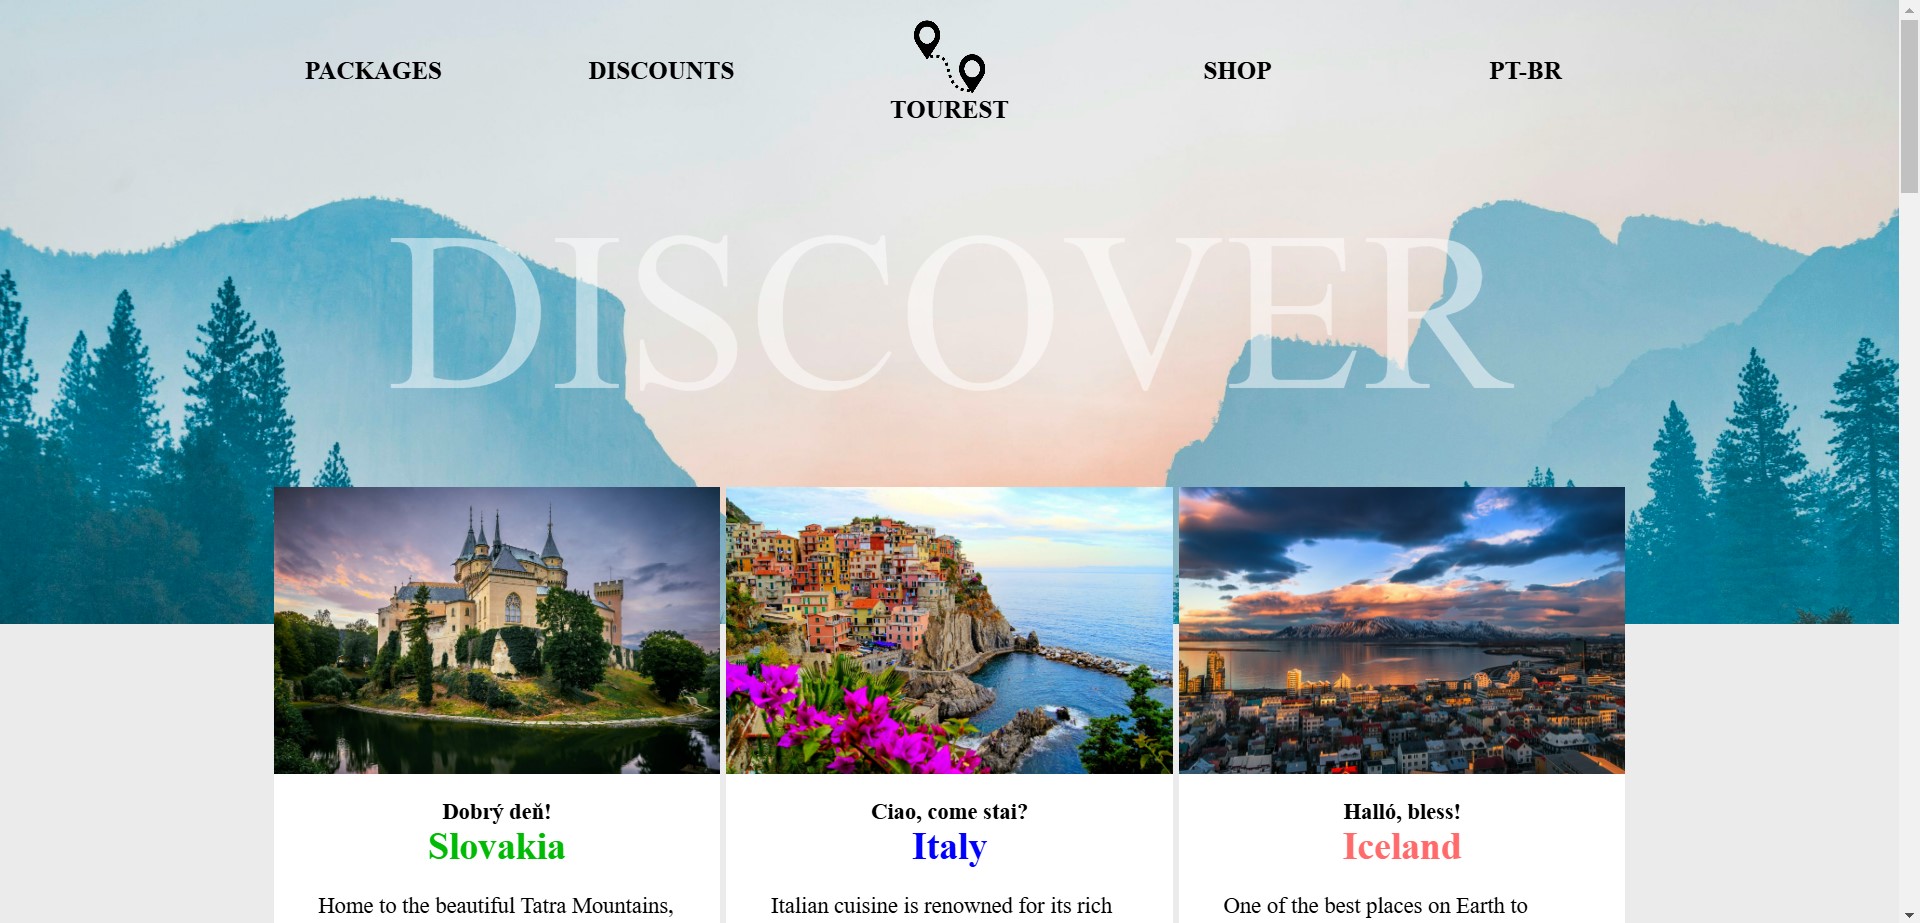 PACKAGES
DISCOUNTS
TOUREST
SHOP
PT-BR
DISCOVER
Dobrý deň!
Slovakia
Home to the beautiful Tatra Mountains,
Ciao, come stai?
Italy
Italian cuisine is renowned for its rich
Halló, bless!
Iceland
One of the best places on Earth to